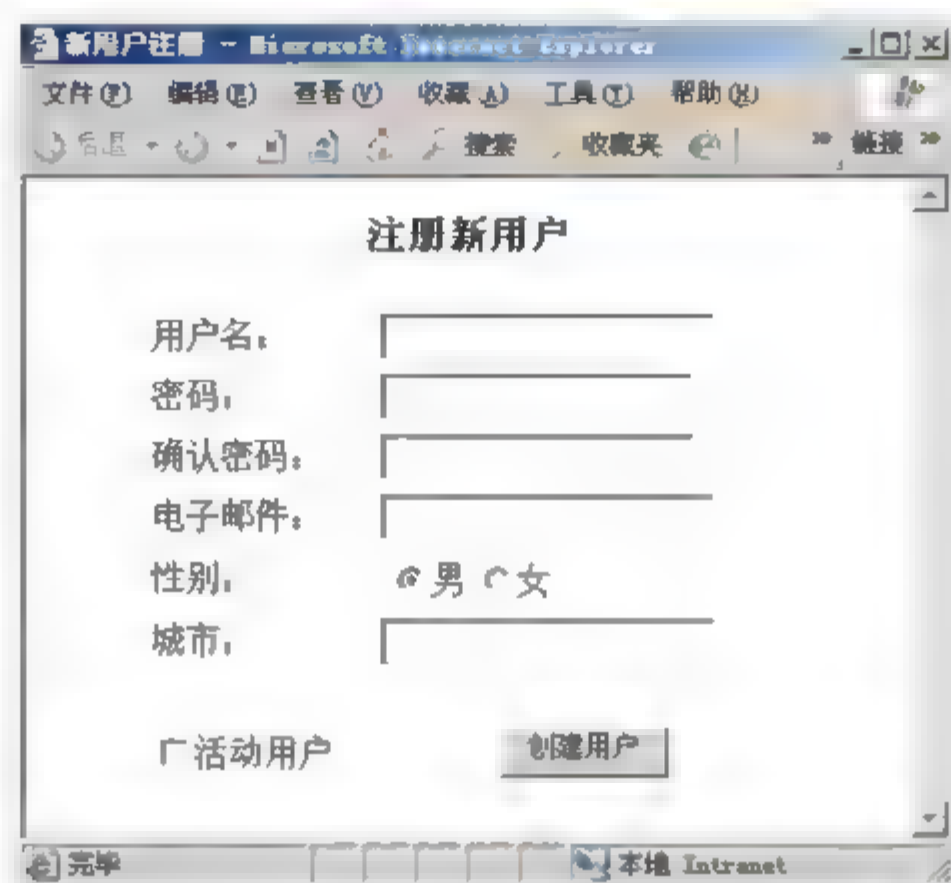 新用户注册 - Microsoft Internet Explorer
文件(F) 编辑(E) 查看(V) 收藏(A) 工具(T) 帮助(H)
后退 搜索 收藏夹 » 链接 »
注册新用户
用户名:
密码:
确认密码:
电子邮件:
性别: 男 女
城市:
活动用户 创建用户
完毕 本地 Intranet